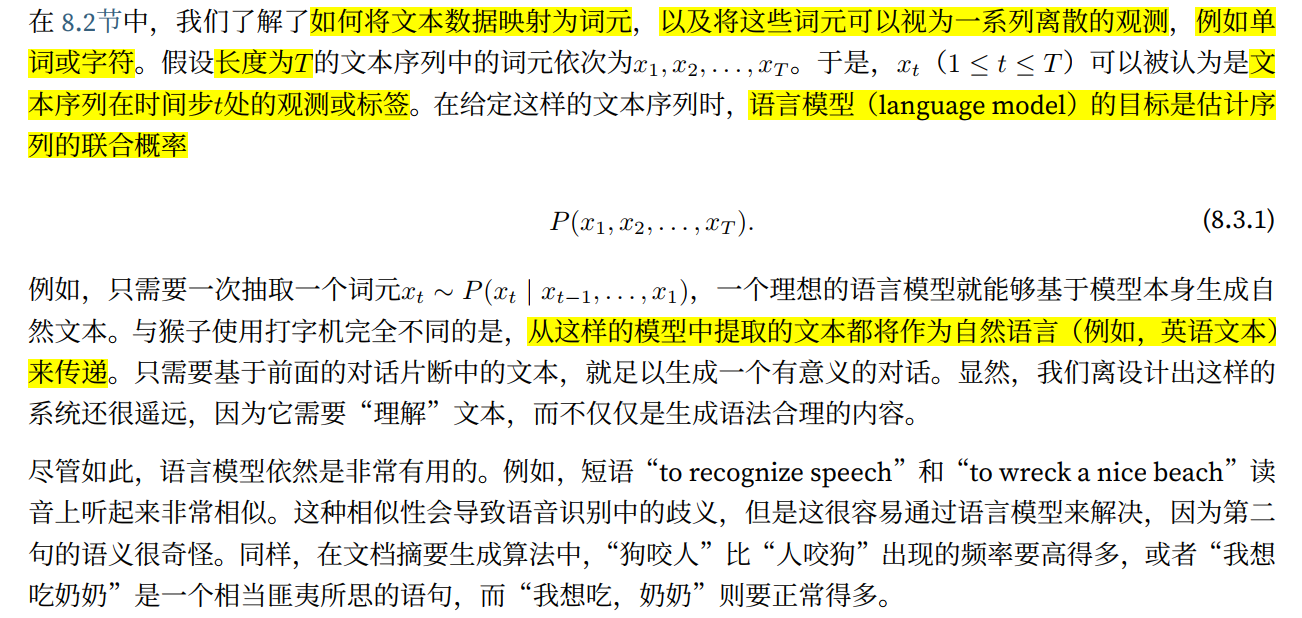 在 8.2节中，我们了解了如何将文本数据映射为词元，以及将这些词元可以视为一系列离散的观测，例如单
词或字符。假设长度为T的文本序列中的词元依次为x₁, x₂, . . . , x_T。于是，x_t（1 ≤ t ≤ T）可以被认为是文
本序列在时间步t处的观测或标签。在给定这样的文本序列时，语言模型（language model）的目标是估计序
列的联合概率
P(x₁, x₂, . . . , x_T). (8.3.1)
例如，只需要一次抽取一个词元x_t ∼ P(x_t | x_{t−1}, . . . , x₁)，一个理想的语言模型就能够基于模型本身生成自
然文本。与猴子使用打字机完全不同的是，从这样的模型中提取的文本都将作为自然语言（例如，英语文本）
来传递。只需要基于前面的对话片断中的文本，就足以生成一个有意义的对话。显然，我们离设计出这样的
系统还很遥远，因为它需要“理解”文本，而不仅仅是生成语法合理的内容。
尽管如此，语言模型依然是非常有用的。例如，短语“to recognize speech”和“to wreck a nice beach”读
音上听起来非常相似。这种相似性会导致语音识别中的歧义，但是这很容易通过语言模型来解决，因为第二
句的语义很奇怪。同样，在文档摘要生成算法中，“狗咬人”比“人咬狗”出现的频率要高得多，或者“我想
吃奶奶”是一个相当匪夷所思的语句，而“我想吃，奶奶”则要正常得多。